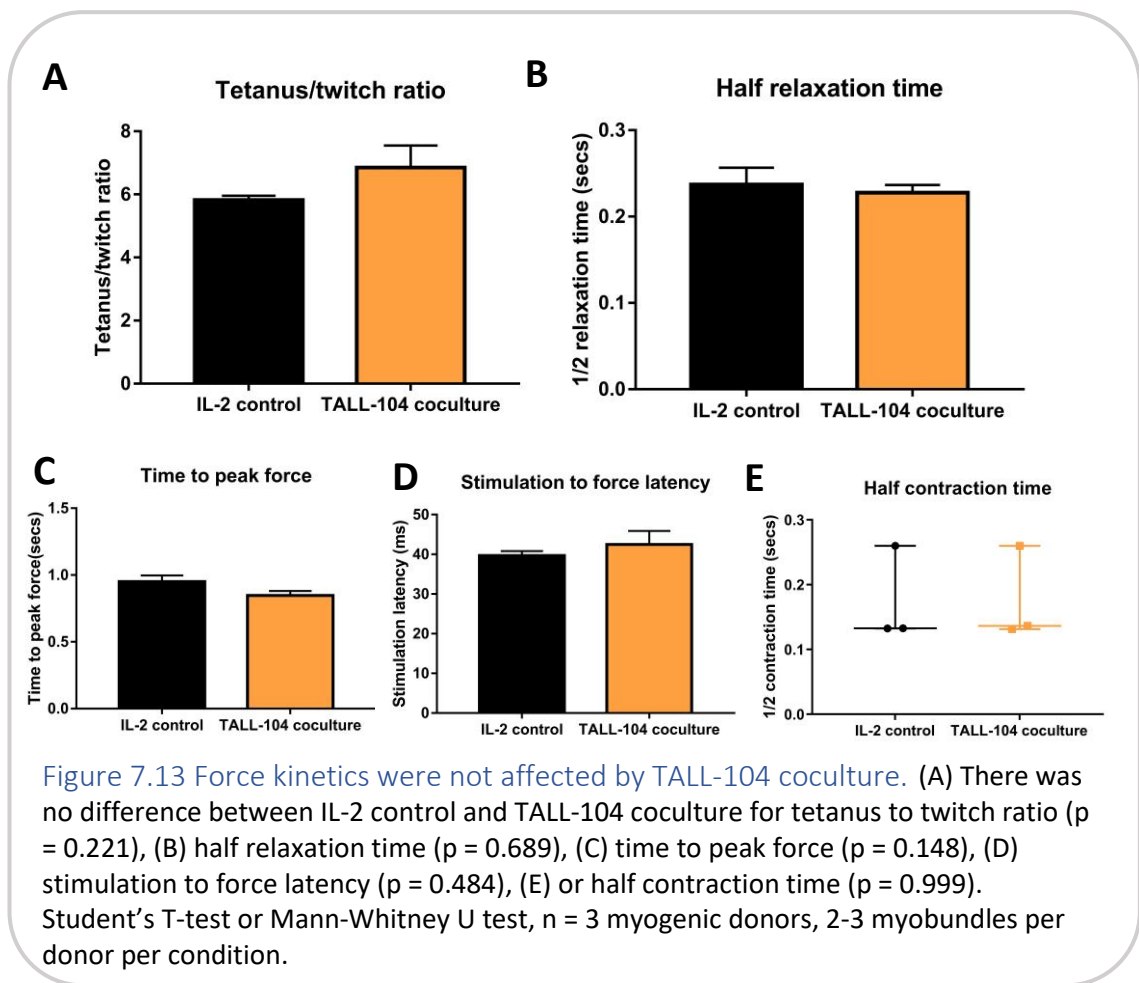 A
Tetanus/twitch ratio
Tetanus/twitch ratio
8
6
4
2
0
IL-2 control TALL-104 coculture
B
Half relaxation time
1/2 relaxation time (secs)
0.3
0.2
0.1
0.0
IL-2 control TALL-104 coculture
C
Time to peak force
Time to peak force(secs)
1.5
1.0
0.5
0.0
IL-2 control TALL-104 coculture
D
Stimulation to force latency
Stimulation latency (ms)
50
40
30
20
10
0
IL-2 control TALL-104 coculture
E
Half contraction time
1/2 contraction time (secs)
0.3
0.2
0.1
0.0
IL-2 control TALL-104 coculture
Figure 7.13 Force kinetics were not affected by TALL-104 coculture. (A) There was
no difference between IL-2 control and TALL-104 coculture for tetanus to twitch ratio (p
= 0.221), (B) half relaxation time (p = 0.689), (C) time to peak force (p = 0.148), (D)
stimulation to force latency (p = 0.484), (E) or half contraction time (p = 0.999).
Student’s T-test or Mann-Whitney U test, n = 3 myogenic donors, 2-3 myobundles per
donor per condition.